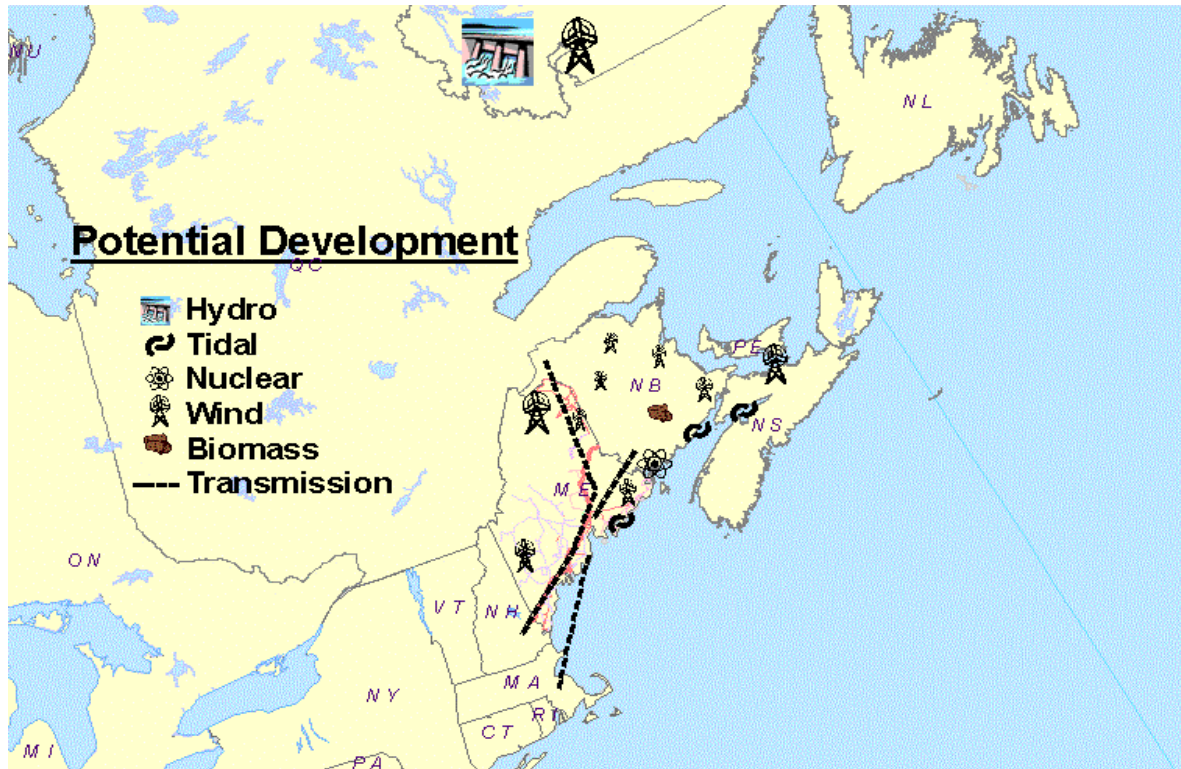 NU
NL
Potential Development
QC
Hydro
Tidal
Nuclear
Wind
Biomass
---- Transmission
PE
NB
NS
ME
ON
VT
NH
MA
NY
RI
CT
MI
PA